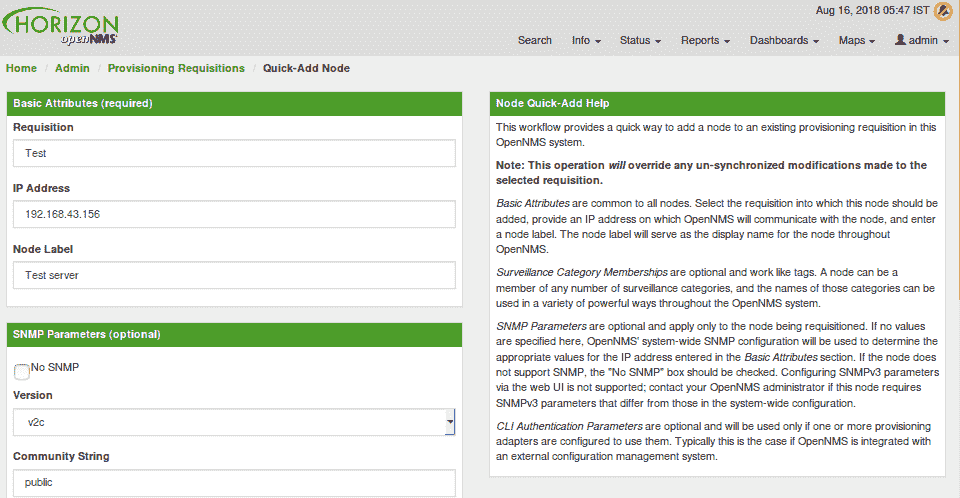 HORIZON
openNMS
Aug 16, 2018 05:47 IST
Search Info Status Reports Dashboards Maps admin
Home / Admin / Provisioning Requisitions / Quick-Add Node
Basic Attributes (required)
Requisition
Test
IP Address
192.168.43.156
Node Label
Test server
SNMP Parameters (optional)
No SNMP
Version
v2c
Community String
public
Node Quick-Add Help
This workflow provides a quick way to add a node to an existing provisioning requisition in this
OpenNMS system.
Note: This operation will override any un-synchronized modifications made to the
selected requisition.
Basic Attributes are common to all nodes. Select the requisition into which this node should be
added, provide an IP address on which OpenNMS will communicate with the node, and enter
a node label. The node label will serve as the display name for the node throughout
OpenNMS.
Surveillance Category Memberships are optional and work like tags. A node can be a
member of any number of surveillance categories, and the names of those categories can be
used in a variety of powerful ways throughout the OpenNMS system.
SNMP Parameters are optional and apply only to the node being requisitioned. If no values
are specified here, OpenNMS' system-wide SNMP configuration will be used to determine the
appropriate values for the IP address entered in the Basic Attributes section. If the node does
not support SNMP, the "No SNMP" box should be checked. Configuring SNMPv3 parameters
via the web UI is not supported; contact your OpenNMS administrator if this node requires
SNMPv3 parameters that differ from those in the system-wide configuration.
CLI Authentication Parameters are optional and will be used only if one or more provisioning
adapters are configured to use them. Typically this is the case if OpenNMS is integrated with
an external configuration management system.